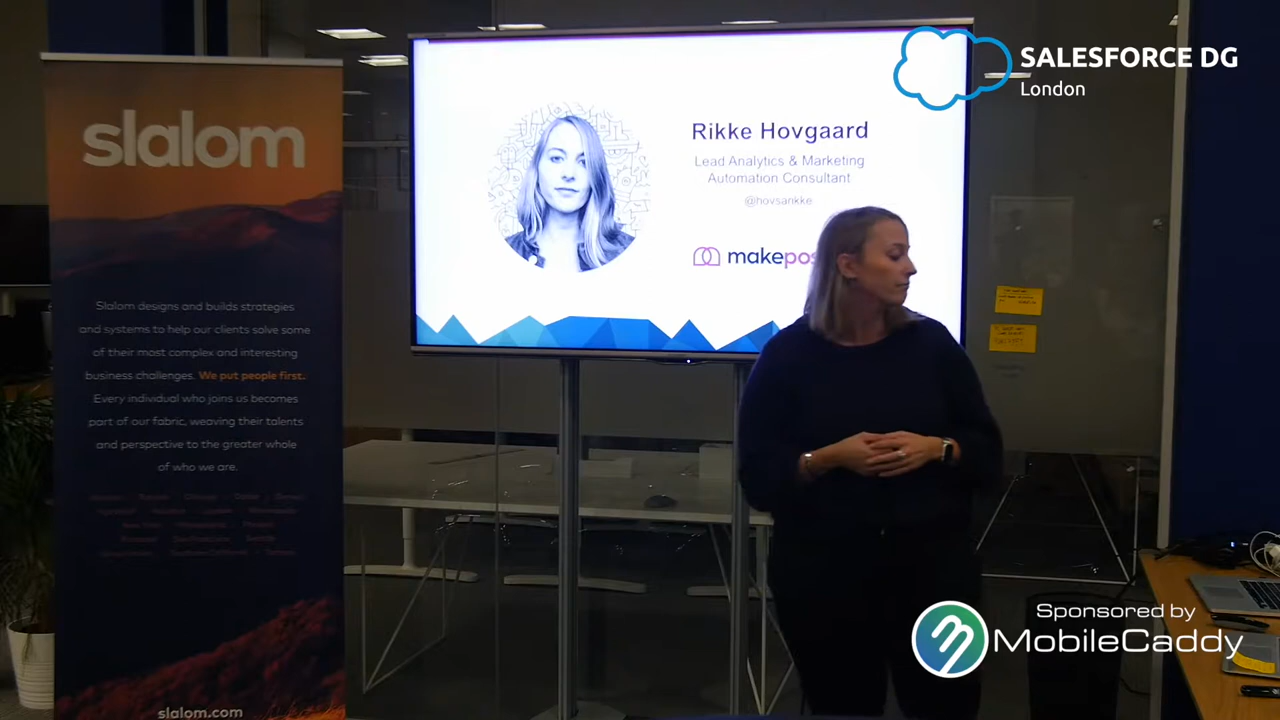 SALESFORCE DG
London
slalom
Slalom designs and builds strategies
and systems to help our clients solve some
of their most complex and interesting
business challenges. We put people first.
Every individual who joins us becomes
part of our fabric, weaving their talents
and perspective to the greater whole
of who we are.
slalom.com
Rikke Hovgaard
Lead Analytics & Marketing
Automation Consultant
@hovsarikke
makepos
Sponsored by
MobileCaddy